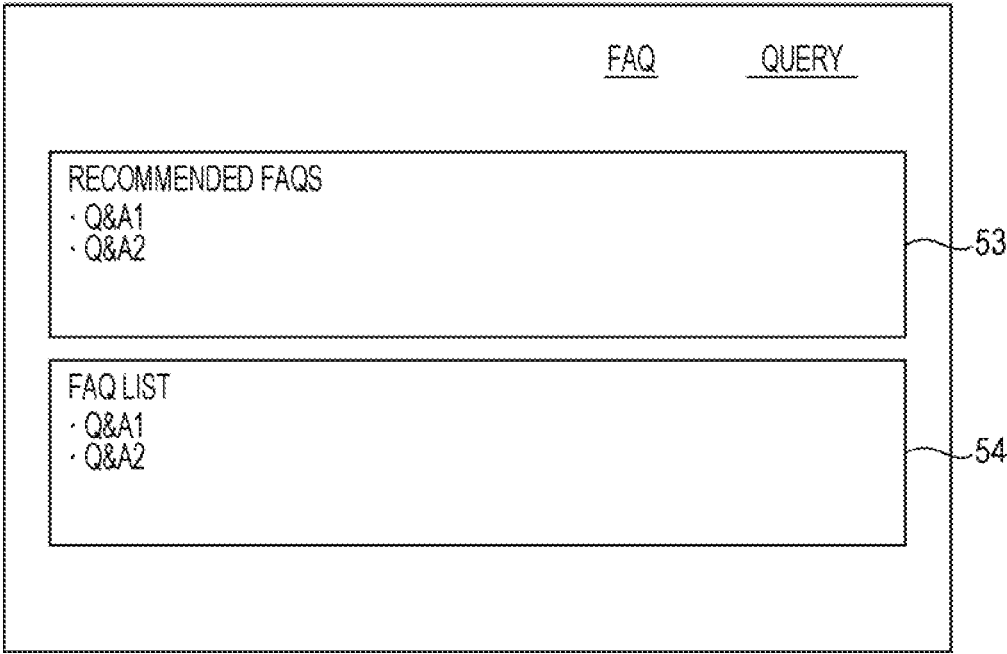 FAQ QUERY
RECOMMENDED FAQS
· Q&A1
· Q&A2
53
FAQ LIST
· Q&A1
· Q&A2
54